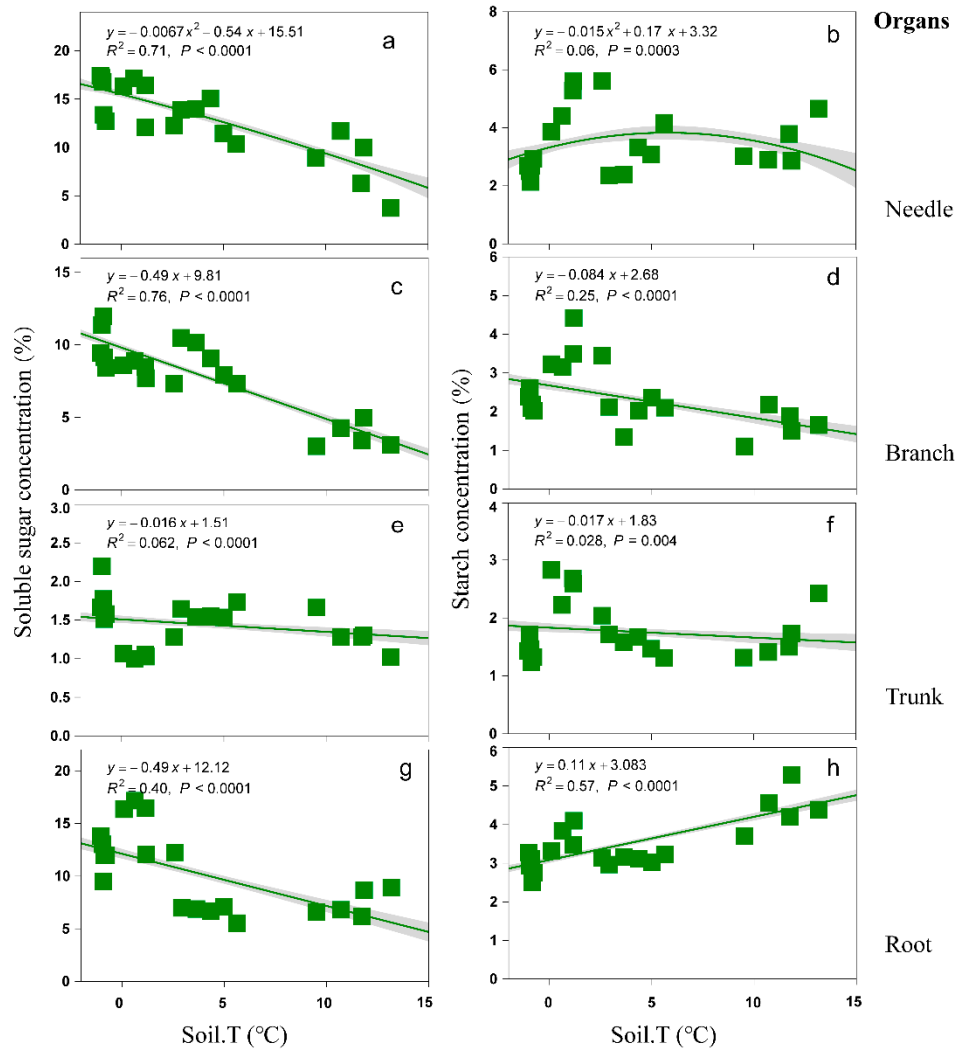 Organs
y = − 0.0067 x² − 0.54 x + 15.51
R² = 0.71, P < 0.0001
a
20
15
10
5
0
y = − 0.015 x² + 0.17 x + 3.32
R² = 0.06, P = 0.0003
b
8
6
4
2
0
Needle
y = − 0.49 x + 9.81
R² = 0.76, P < 0.0001
c
15
10
5
0
y = − 0.084 x + 2.68
R² = 0.25, P < 0.0001
d
6
5
4
3
2
1
0
Branch
Soluble sugar concentration (%)
Starch concentration (%)
y = − 0.016 x + 1.51
R² = 0.062, P < 0.0001
e
3.0
2.5
2.0
1.5
1.0
0.5
0.0
y = − 0.017 x + 1.83
R² = 0.028, P = 0.004
f
4
3
2
1
0
Trunk
y = − 0.49 x + 12.12
R² = 0.40, P < 0.0001
g
20
15
10
5
0
y = 0.11 x + 3.083
R² = 0.57, P < 0.0001
h
6
5
4
3
2
1
0
Root
0 5 10 15
0 5 10 15
Soil.T (°C)
Soil.T (°C)